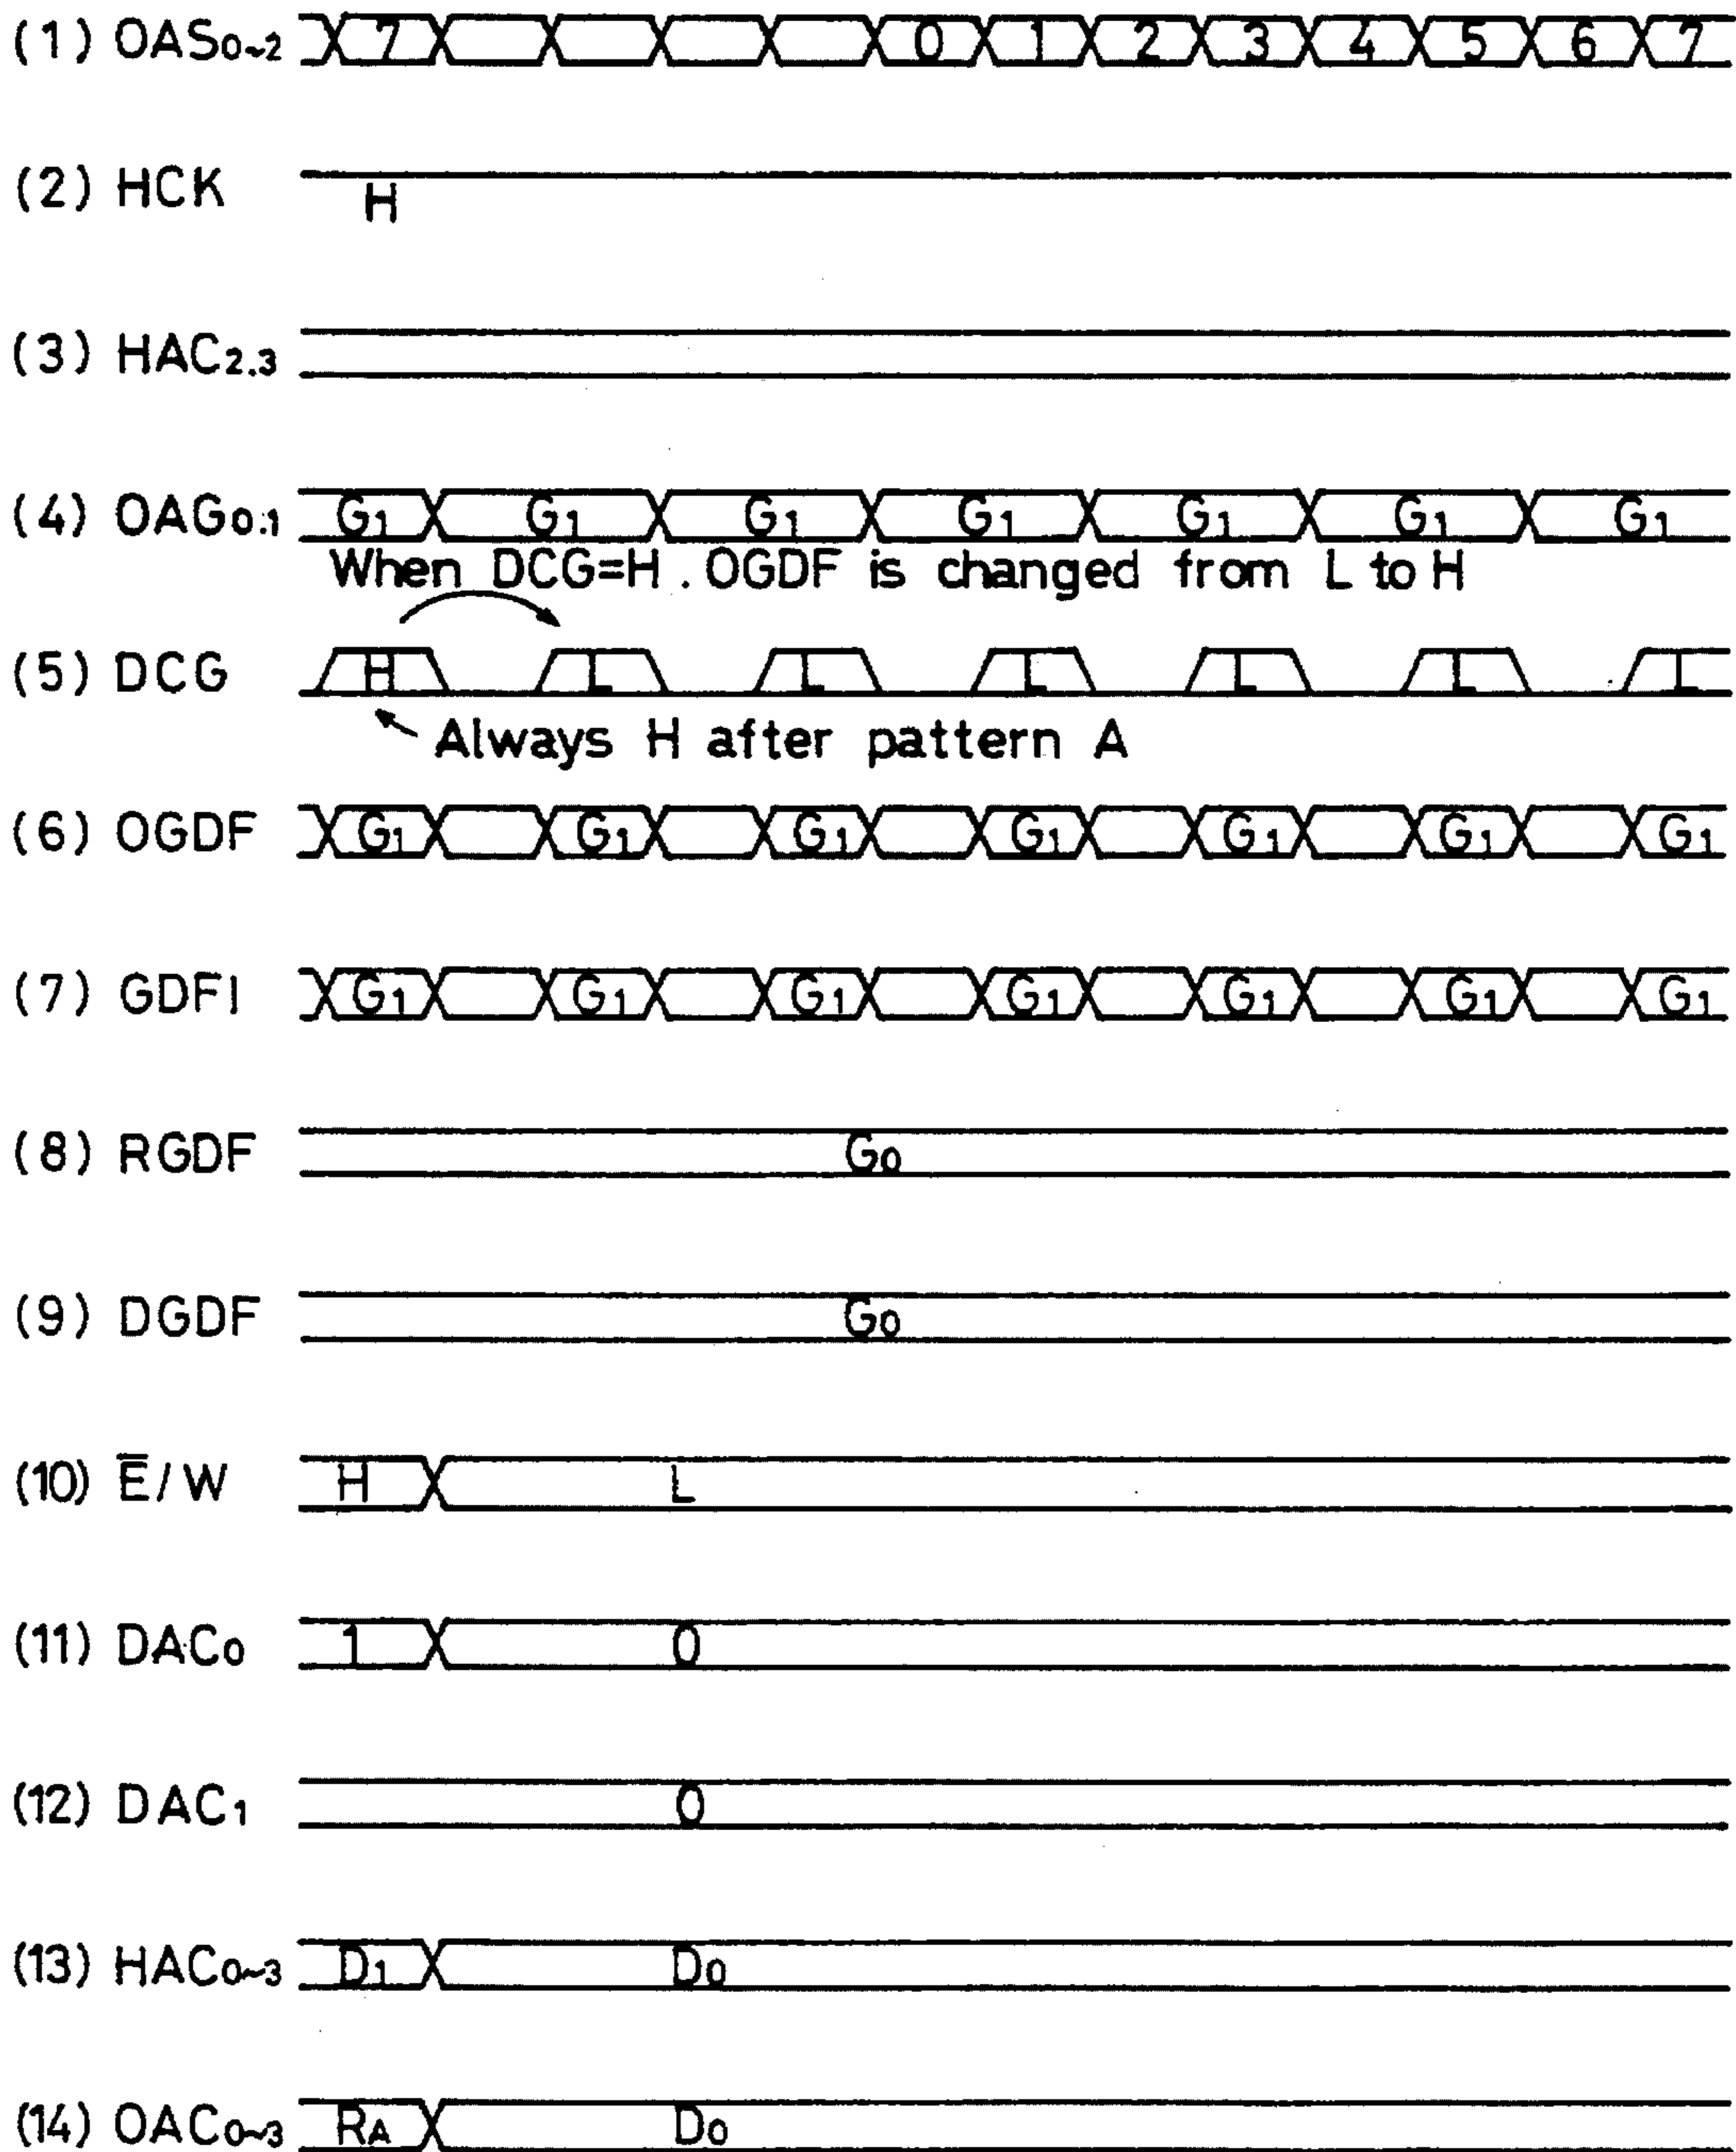 (1) OAS0~2 7 0 1 2 3 4 5 6 7
(2) HCK H
(3) HAC2.3
(4) OAG0.1 G1 G1 G1 G1 G1 G1 G1
When DCG=H . OGDF is changed from L to H
(5) DCG H L L L L L L
Always H after pattern A
(6) OGDF G1 G1 G1 G1 G1 G1 G1
(7) GDF1 G1 G1 G1 G1 G1 G1 G1
(8) RGDF G0
(9) DGDF G0
(10) E̅/W H L
(11) DAC0 1 0
(12) DAC1 0
(13) HAC0~3 D1 D0
(14) OAC0~3 RA D0